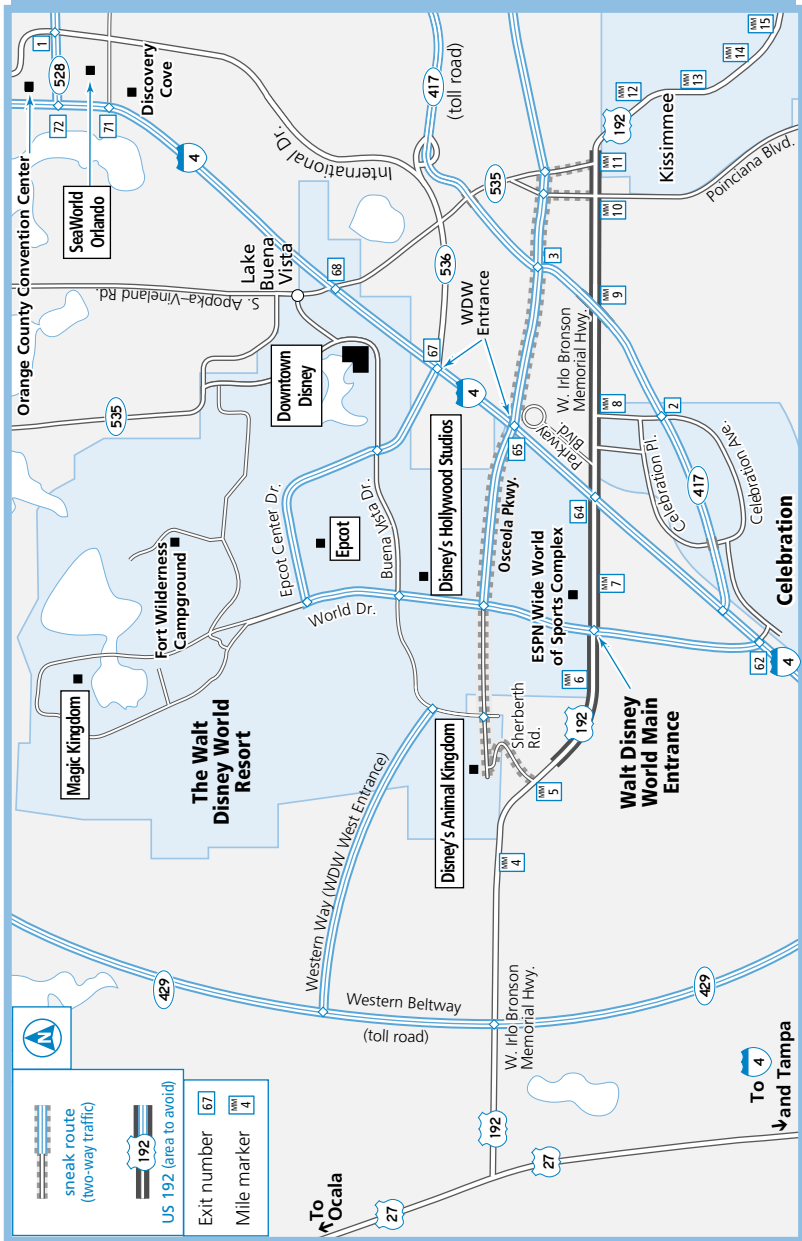 sneak route
(two-way traffic)
192
US 192 (area to avoid)
Exit number 67
Mile marker MM 4
N
To Ocala
27
27
To 4
and Tampa
192
W. Irlo Bronson
Memorial Hwy.
429
Western Beltway
(toll road)
429
Western Way (WDW West Entrance)
The Walt
Disney World
Resort
Magic Kingdom
Fort Wilderness
Campground
Epcot Center Dr.
World Dr.
Epcot
Buena Vista Dr.
Disney's Hollywood Studios
Disney's Animal Kingdom
Sherberth
Rd.
MM 4
MM 5
192
MM 6
Walt Disney
World Main
Entrance
ESPN Wide World
of Sports Complex
Osceola Pkwy.
MM 7
64
62
4
Celebration
Celebration Ave.
Celebration Pl.
417
2
MM 8
Parkway
Blvd.
65
4
WDW
Entrance
67
W. Irlo Bronson
Memorial Hwy.
MM 9
3
536
535
MM 10
MM 11
192
Poinciana Blvd.
Kissimmee
MM 12
MM 13
MM 14
MM 15
417
(toll road)
International Dr.
Downtown
Disney
535
Lake
Buena
Vista
68
S. Apopka–Vineland Rd.
4
Orange County Convention Center
SeaWorld
Orlando
Discovery
Cove
71
72
528
1